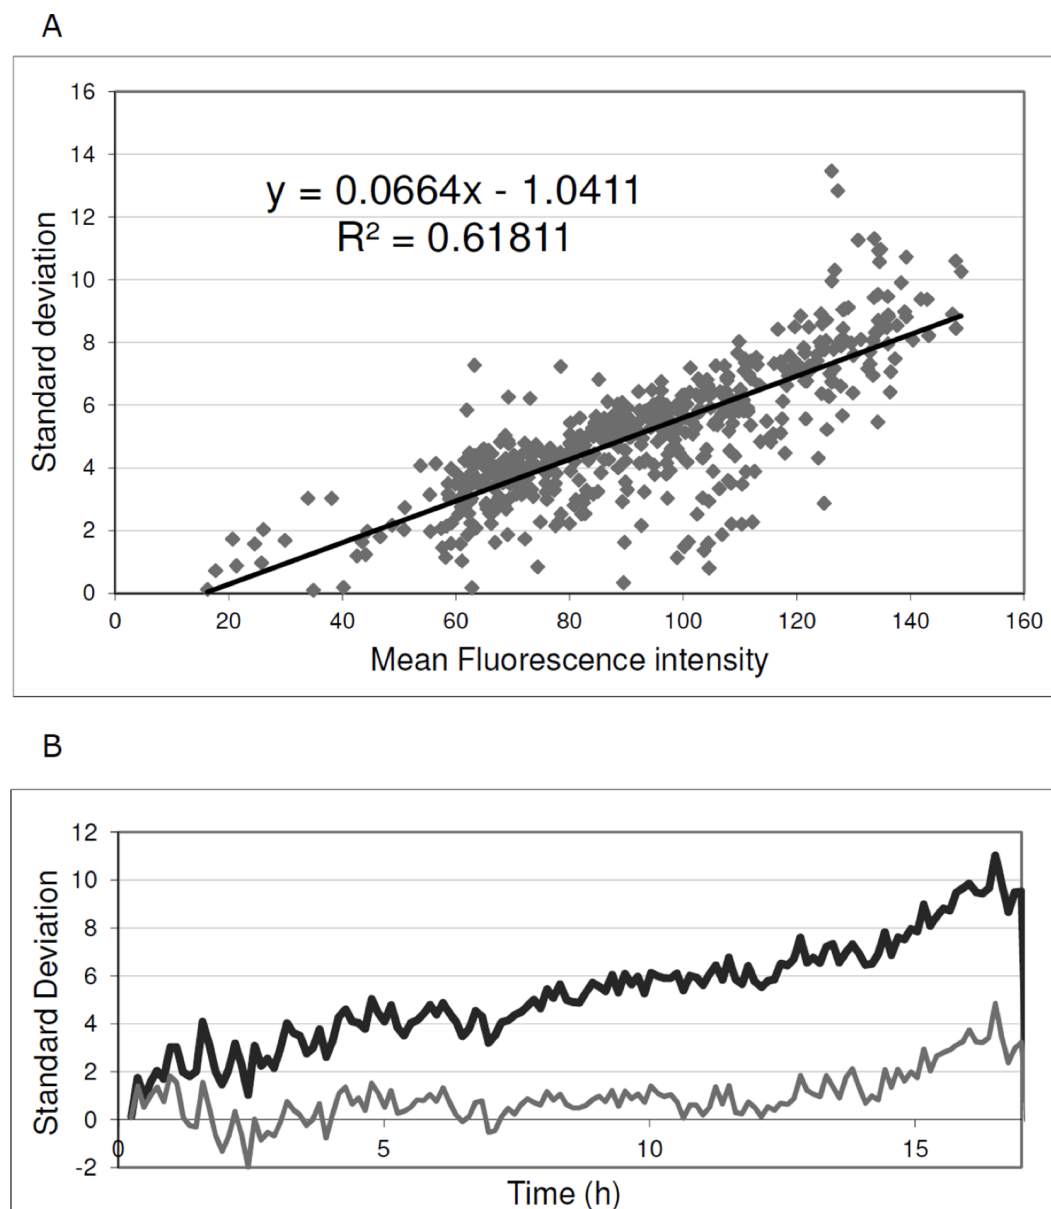 A
16
14
12
10
8
6
4
2
0
Standard deviation
y = 0.0664x - 1.0411
R² = 0.61811
0 20 40 60 80 100 120 140 160
Mean Fluorescence intensity
B
12
10
8
6
4
2
0
-2
Standard Deviation
0 5 10 15
Time (h)